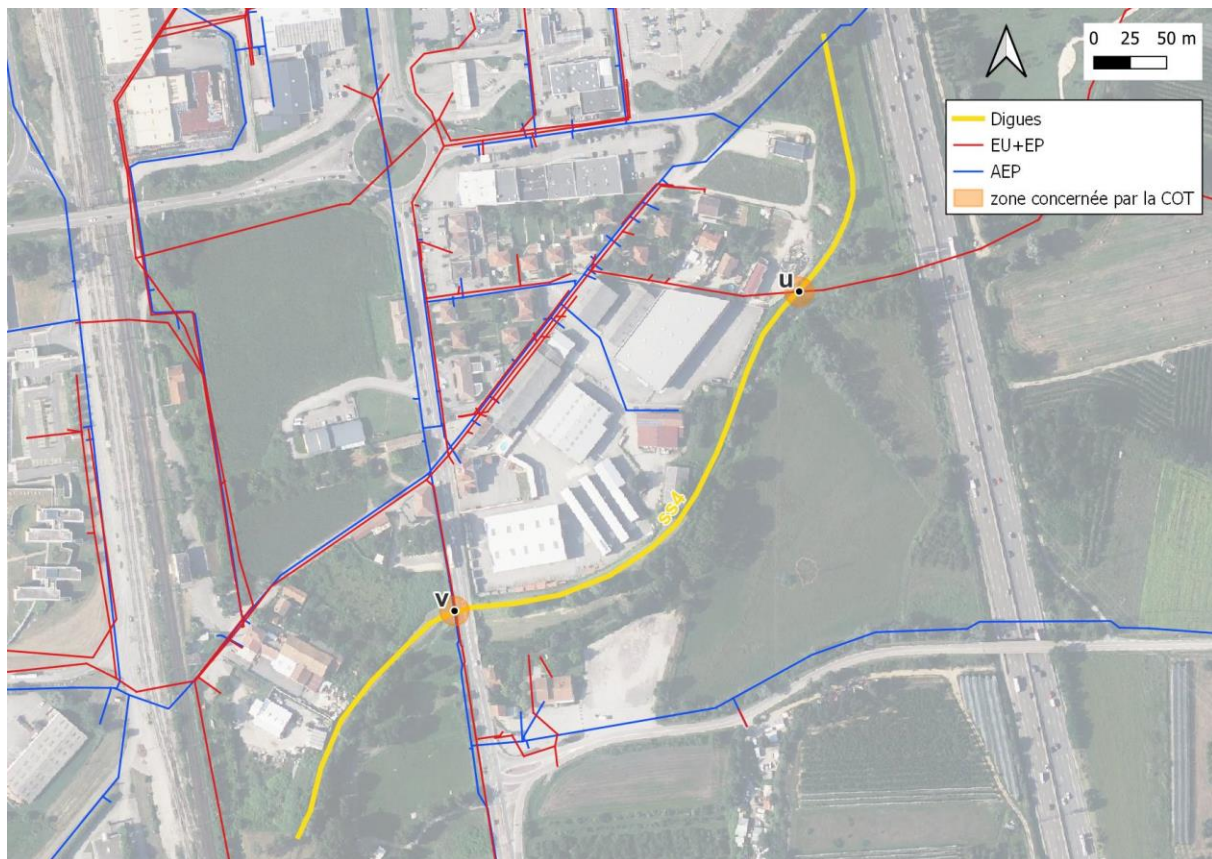 0 25 50 m
Digues
EU+EP
AEP
zone concernée par la COT
u
ss4
v